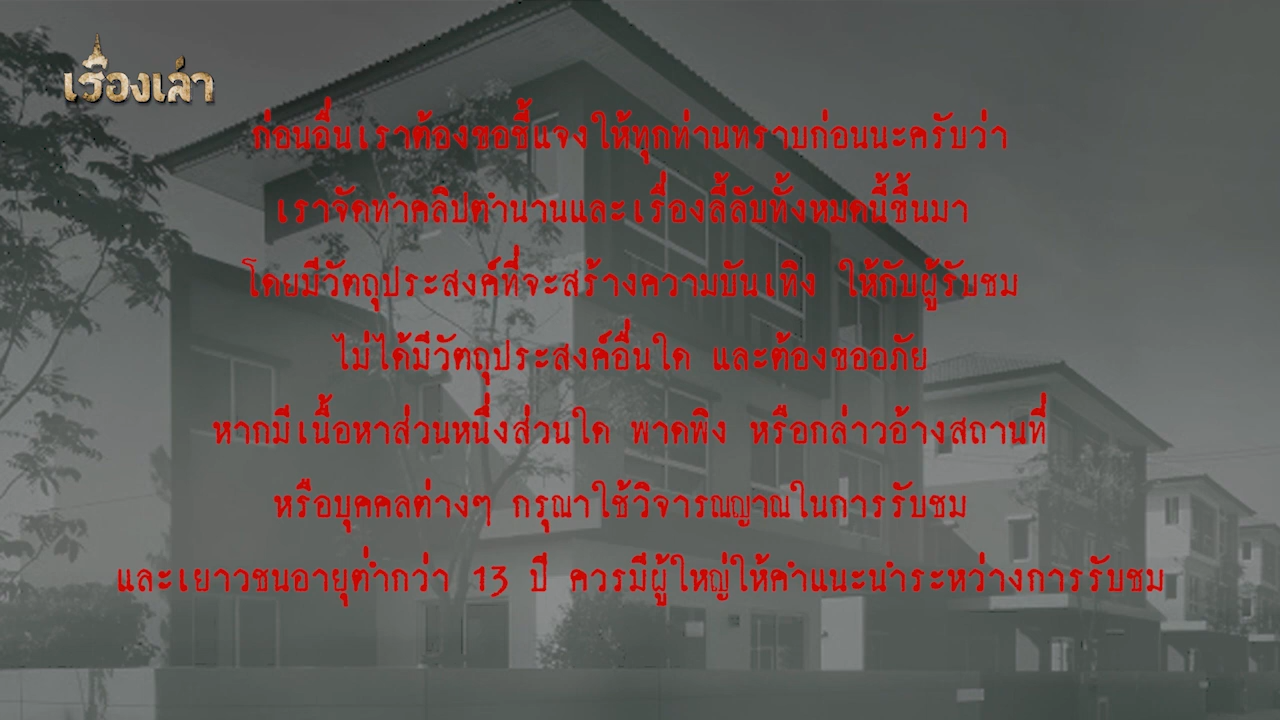 เรื่องเล่า
ก่อนอื่นเราต้องขอชี้แจงให้ทุกท่านทราบก่อนนะครับว่า
เราจัดทำคลิปตำนานและเรื่องลี้ลับทั้งหมดนี้ขึ้นมา
โดยมีวัตถุประสงค์ที่จะสร้างความบันเทิง ให้กับผู้รับชม
ไม่ได้มีวัตถุประสงค์อื่นใด และต้องขออภัย
หากมีเนื้อหาส่วนหนึ่งส่วนใด พาดพิง หรือกล่าวอ้างสถานที่
หรือบุคคลต่างๆ กรุณาใช้วิจารณญาณในการรับชม
และเยาวชนอายุต่ำกว่า 13 ปี ควรมีผู้ใหญ่ให้คำแนะนำระหว่างการรับชม